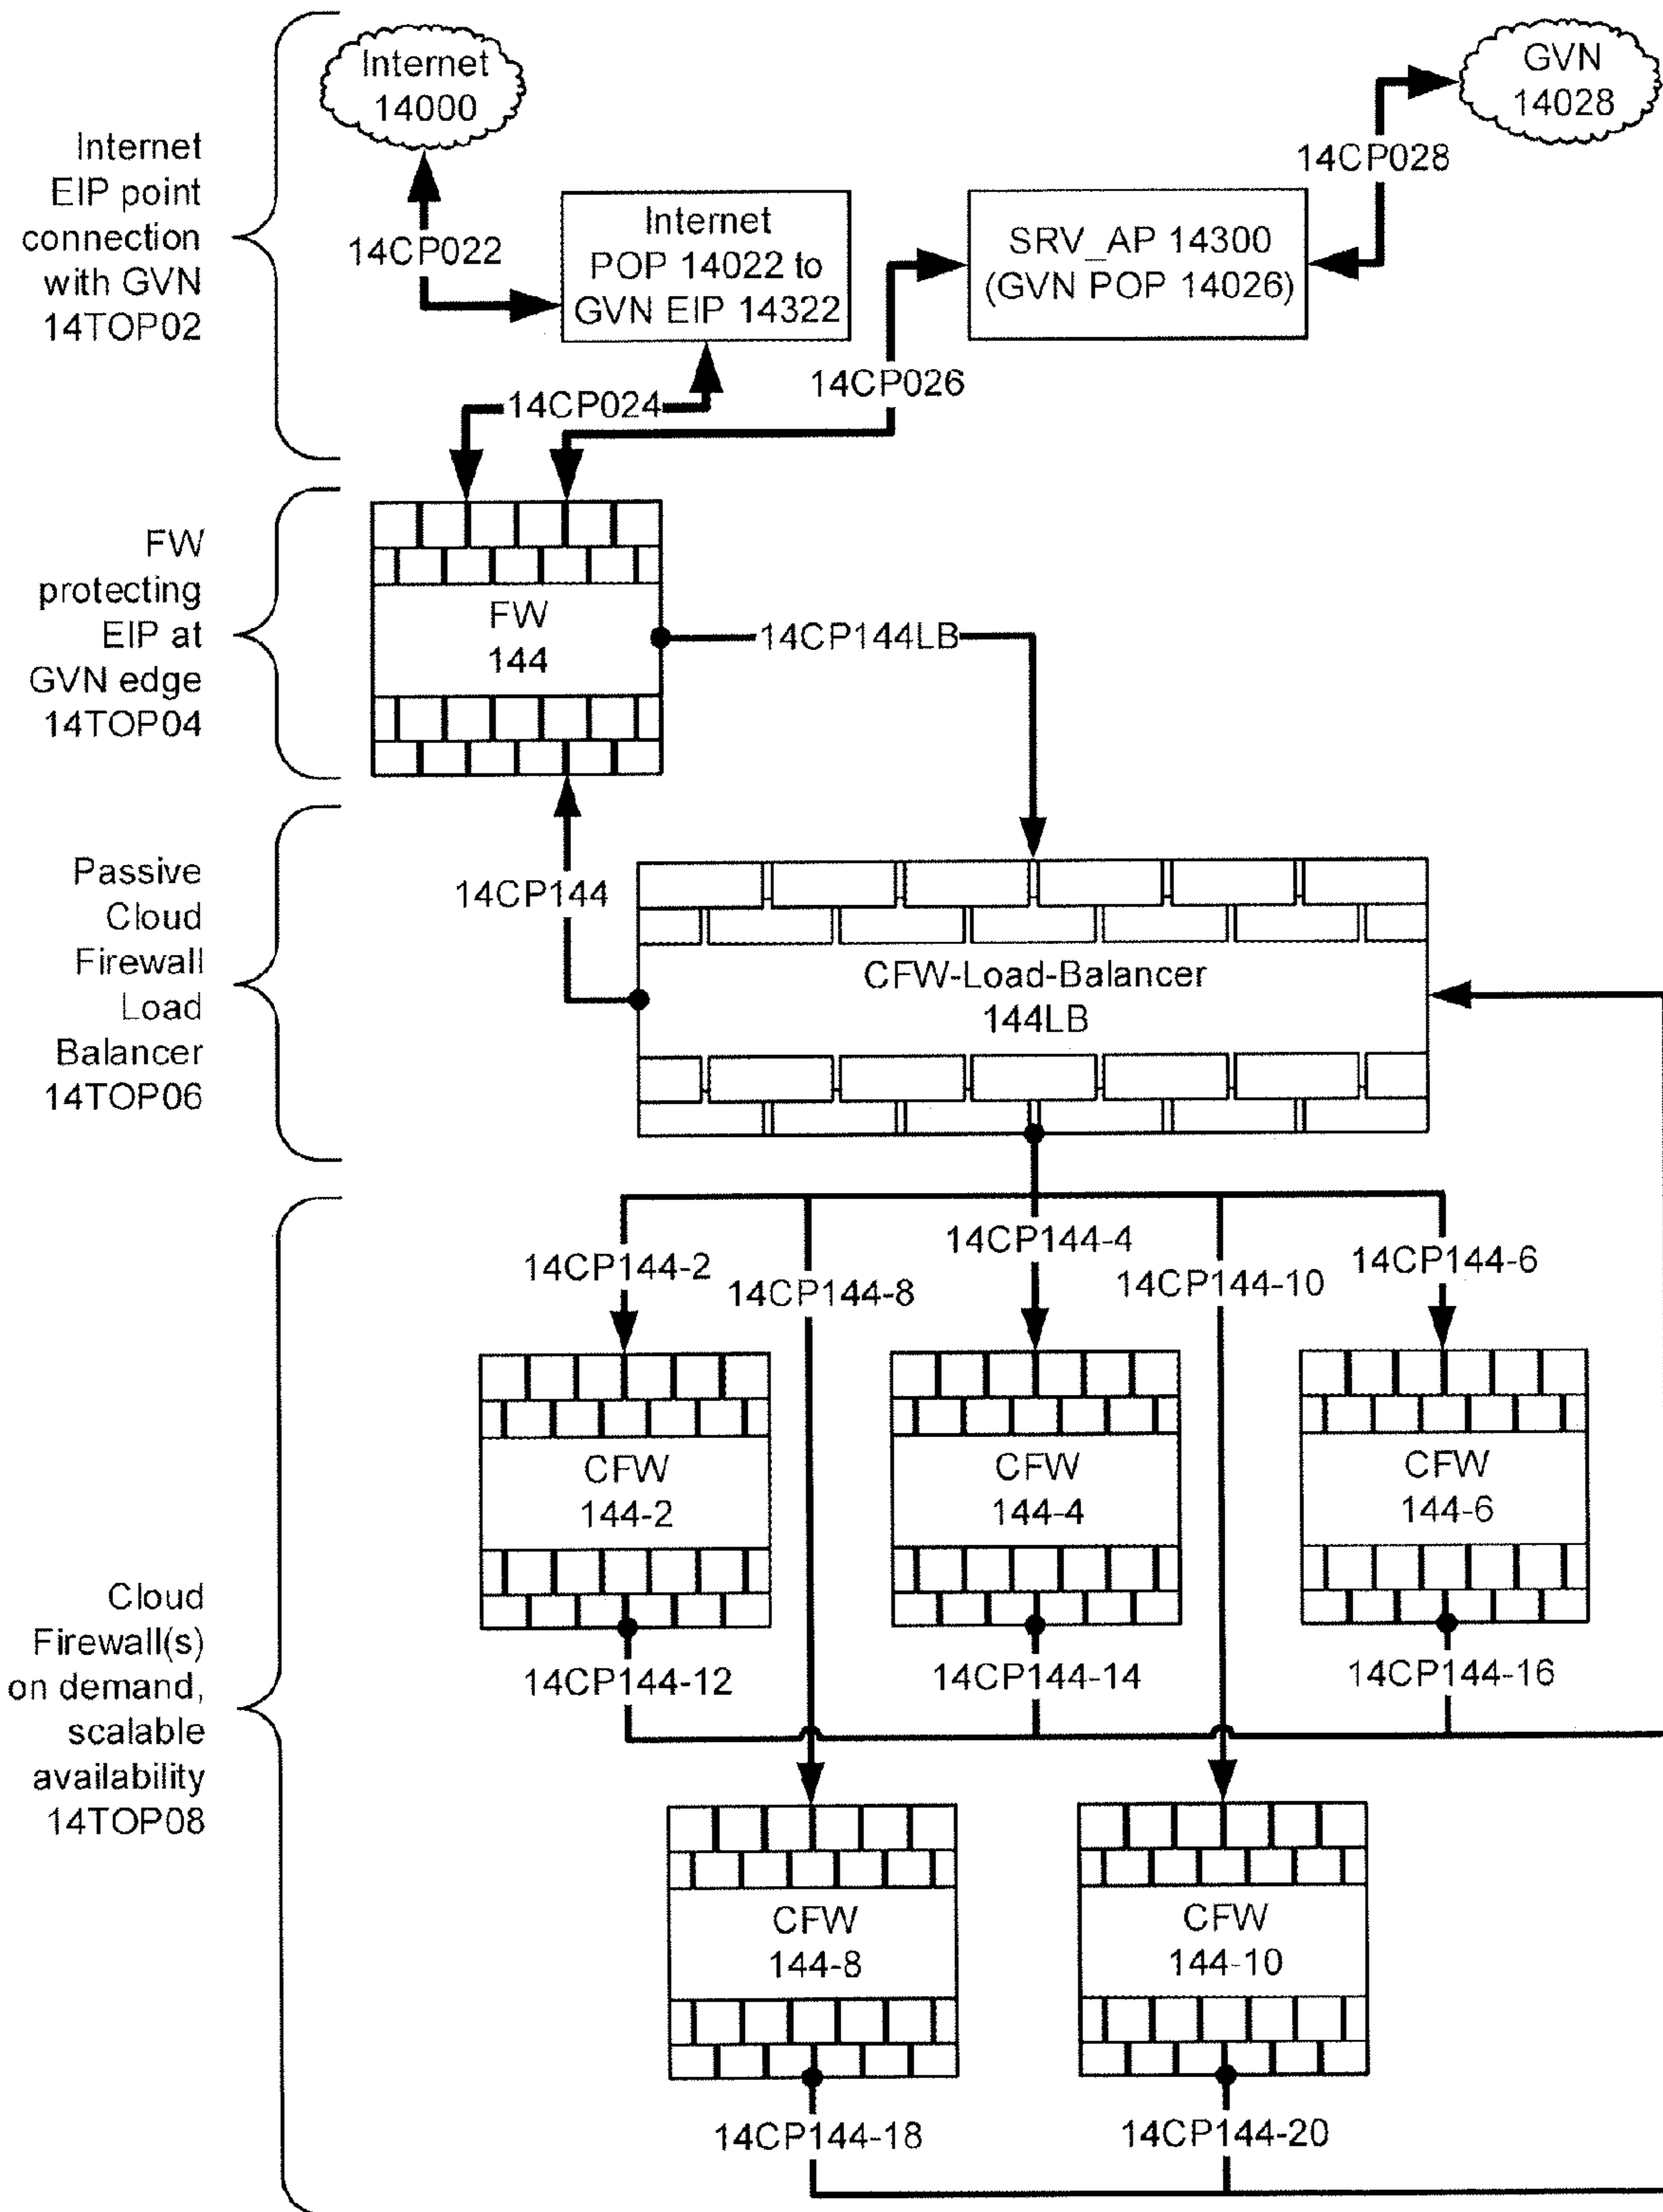 Internet
14000
GVN
14028
Internet
EIP point
connection
with GVN
14TOP02
14CP022
Internet
POP 14022 to
GVN EIP 14322
14CP028
SRV_AP 14300
(GVN POP 14026)
14CP024
14CP026
FW
protecting
EIP at
GVN edge
14TOP04
FW
144
14CP144LB
Passive
Cloud
Firewall
Load
Balancer
14TOP06
14CP144
CFW-Load-Balancer
144LB
14CP144-2
14CP144-8
14CP144-4
14CP144-10
14CP144-6
CFW
144-2
CFW
144-4
CFW
144-6
14CP144-12
14CP144-14
14CP144-16
Cloud
Firewall(s)
on demand,
scalable
availability
14TOP08
CFW
144-8
CFW
144-10
14CP144-18
14CP144-20